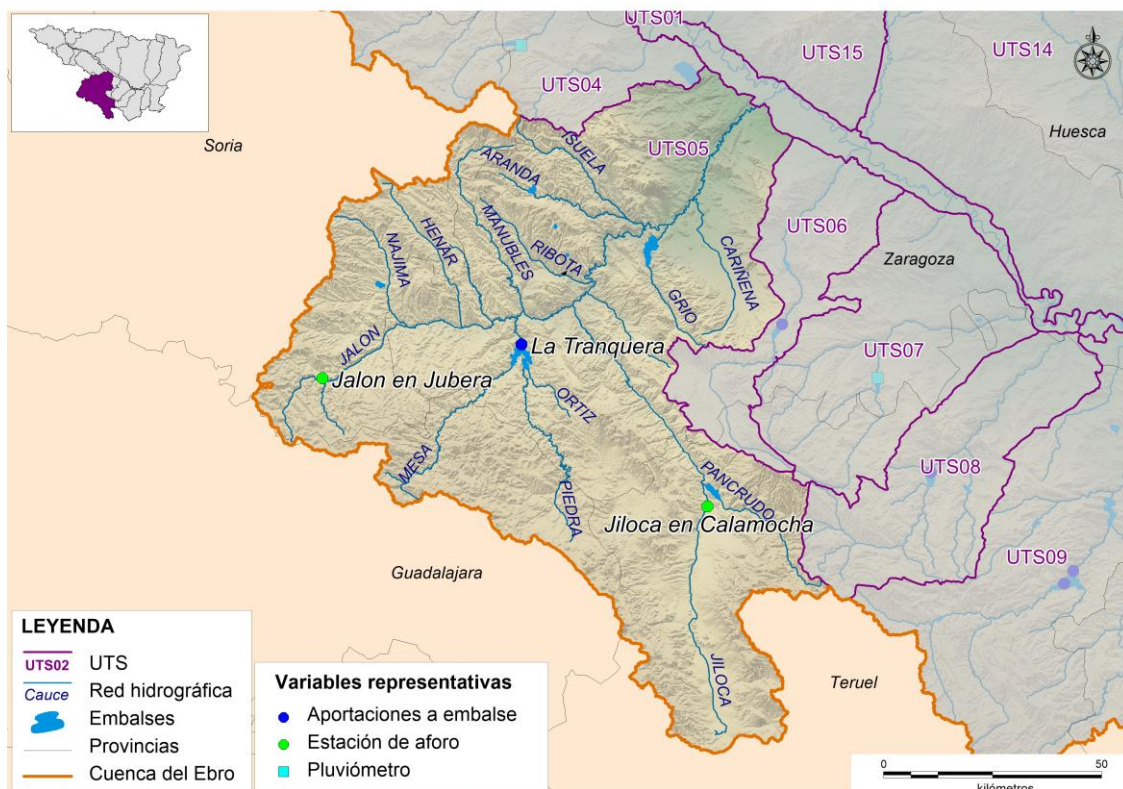 UTS01
UTS15
UTS14
UTS04
Huesca
Soria
ISUELA
UTS05
ARANDA
UTS06
NAJIMA
HENAR
MANUBLES
RIBOTA
CARIÑENA
Zaragoza
GRIO
JALON
La Tranquera
UTS07
Jalon en Jubera
ORTIZ
MESA
PIEDRA
PANCRUDO
UTS08
Jiloca en Calamocha
UTS09
Guadalajara
JILOCA
Teruel
LEYENDA
UTS02 UTS
Cauce Red hidrográfica
Embalses
Provincias
Cuenca del Ebro
Variables representativas
Aportaciones a embalse
Estación de aforo
Pluviómetro
0 50
kilómetros